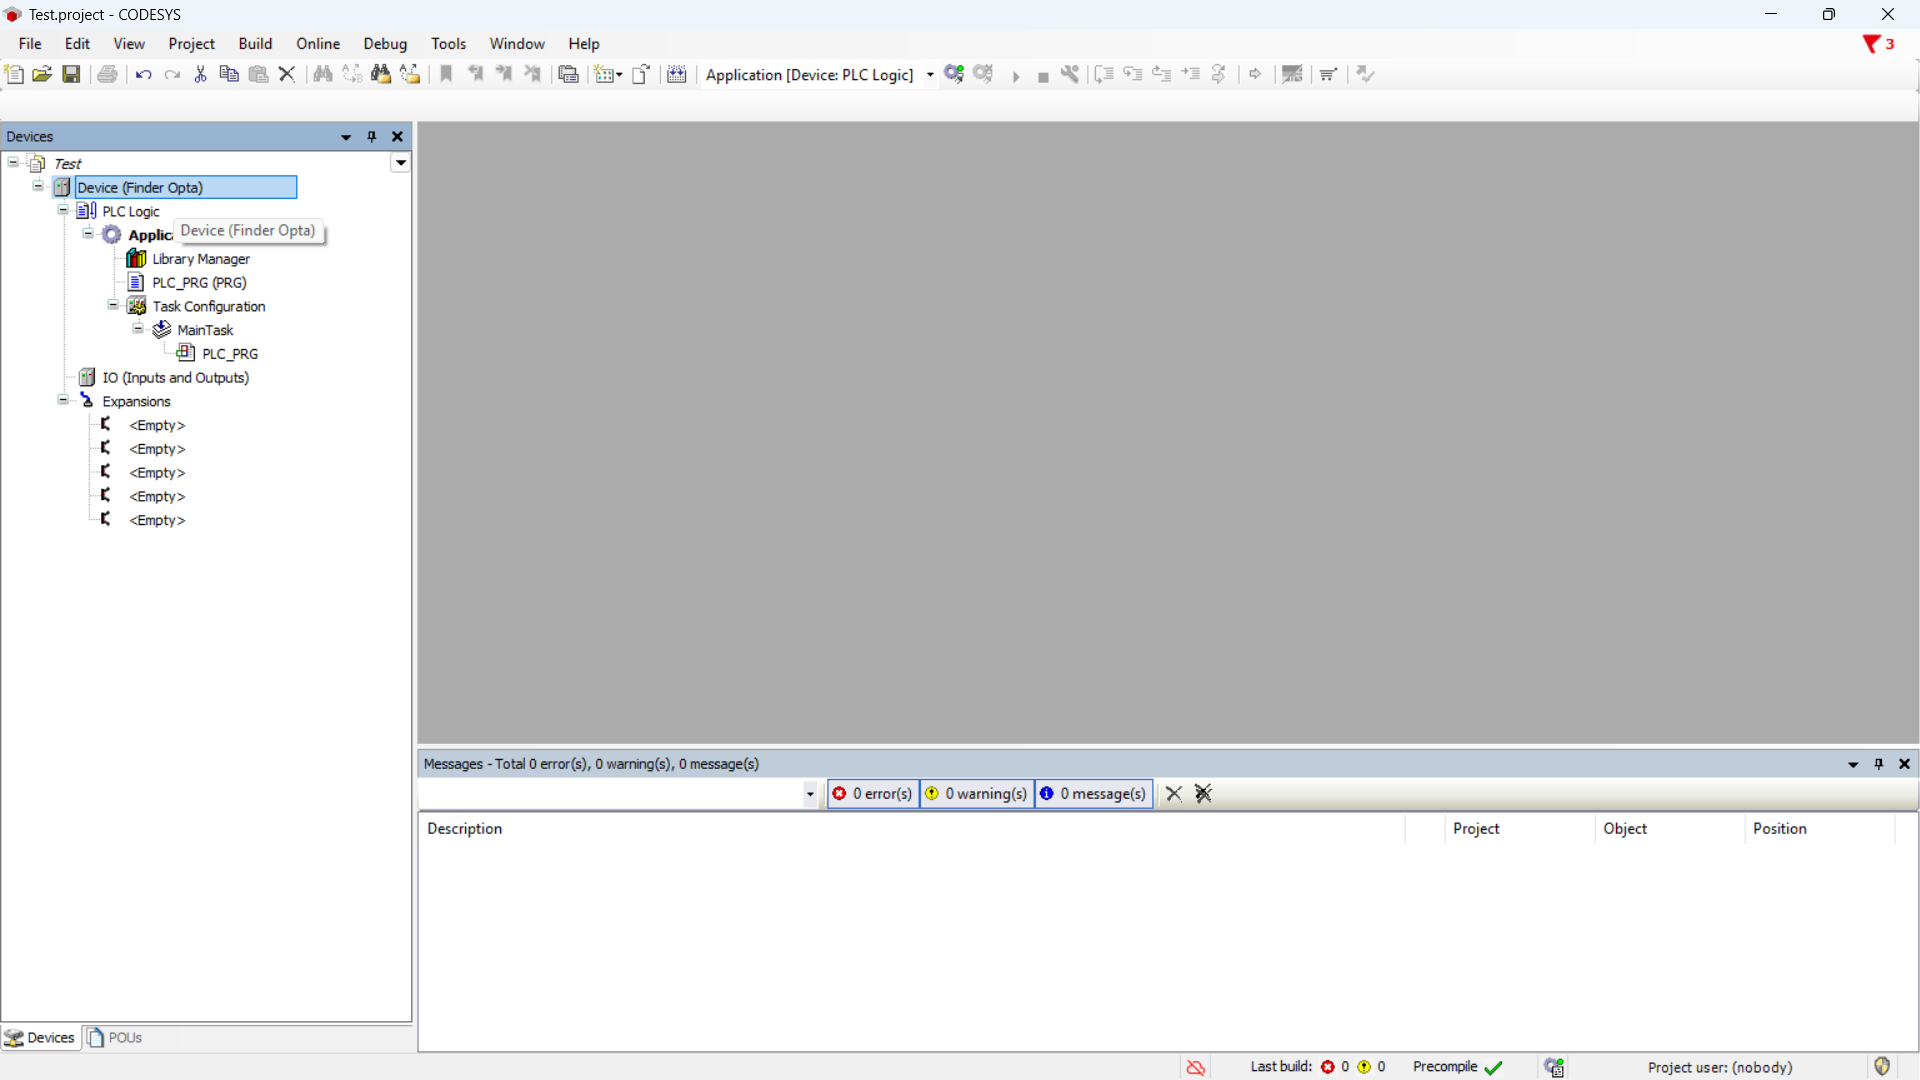 Test.project - CODESYS
File Edit View Project Build Online Debug Tools Window Help
3
Application [Device: PLC Logic]
Devices
Test
Device (Finder Opta)
PLC Logic
Applic
Device (Finder Opta)
Library Manager
PLC_PRG (PRG)
Task Configuration
MainTask
PLC_PRG
IO (Inputs and Outputs)
Expansions
<Empty>
<Empty>
<Empty>
<Empty>
<Empty>
Devices POUs
Messages - Total 0 error(s), 0 warning(s), 0 message(s)
0 error(s) 0 warning(s) 0 message(s)
Description Project Object Position
Last build: 0 0 Precompile Project user: (nobody)